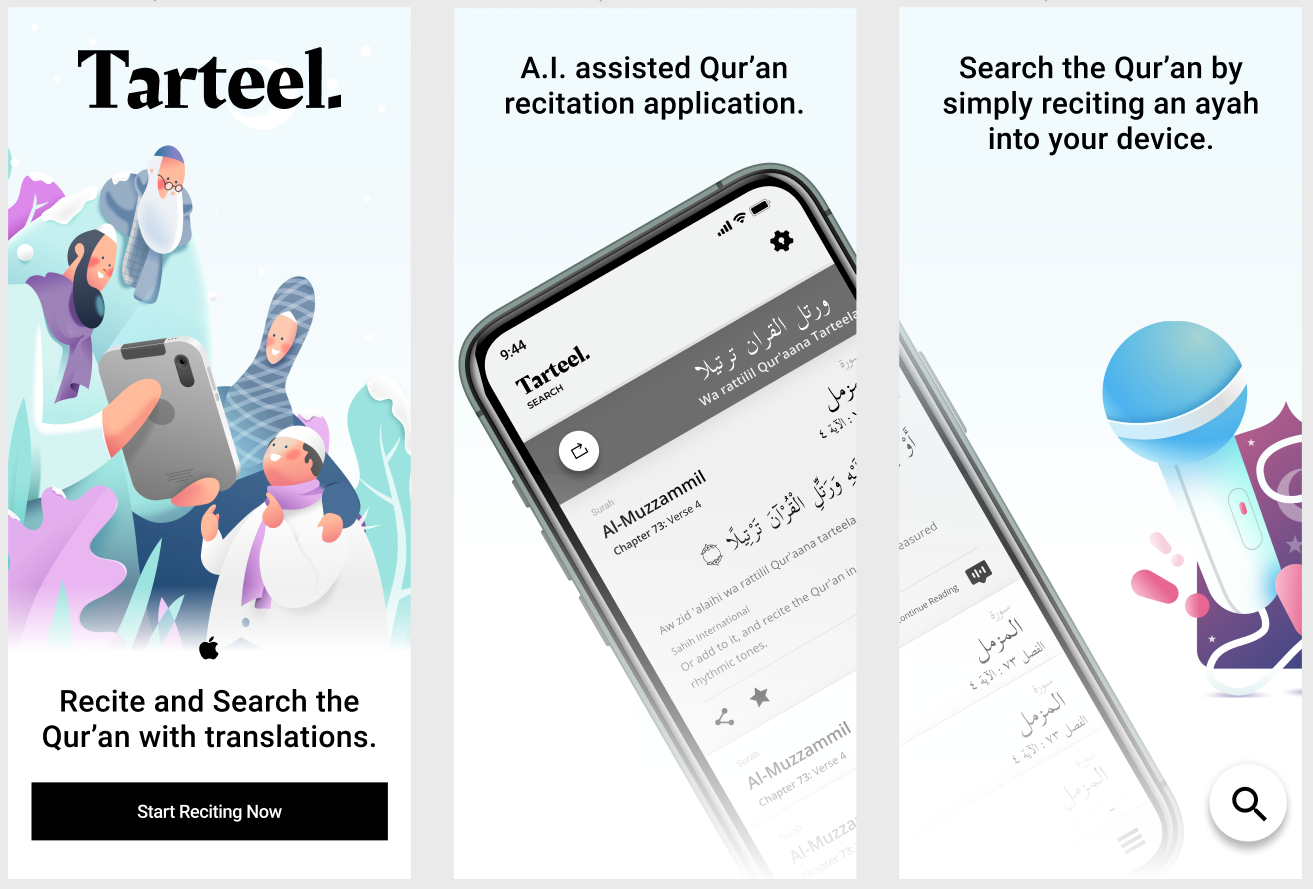 Tarteel.
Recite and Search the
Qur’an with translations.
Start Reciting Now
A.I. assisted Qur’an
recitation application.
9:44
Tarteel.
SEARCH
ورتل القران ترتيلا
Wa rattilil Qur'aana Tarteela
Surah
Al-Muzzammil
Chapter 73: Verse 4
سورة
الآية ٤
وَرَتِّلِ الْقُرْآنَ تَرْتِيلًا
Aw zid 'alaihi wa rattilil Qur'aana tarteela
Sahih International
Or add to it, and recite the Qur'an in
rhythmic tones.
Surah
Al-Muzzammil
Chapter 73: Verse 4
Surah
Search the Qur’an by
simply reciting an ayah
into your device.
أَوْ
Reading
سورة
المزمل
الفصل ٧٣ : الآية ٤
سورة
المزمل
الفصل ٧٣ : الآية ٤
سورة
المزمل